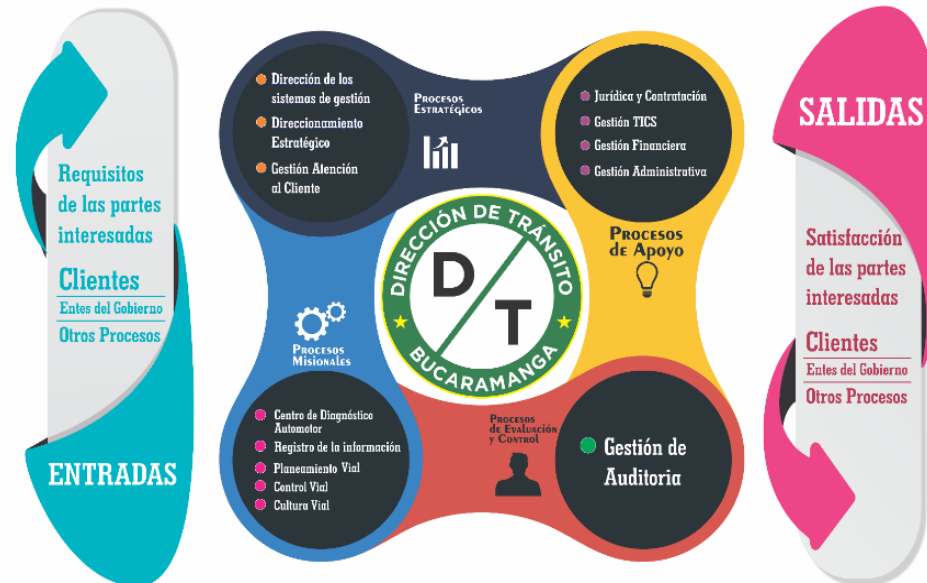 Requisitos
de las partes
interesadas
Clientes
Entes del Gobierno
Otros Procesos
ENTRADAS
Dirección de los
sistemas de gestión
Direccionamiento
Estratégico
Gestión Atención
al Cliente
Procesos
Estratégicos
Jurídica y Contratación
Gestión TICS
Gestión Financiera
Gestión Administrativa
Procesos
de Apoyo
DIRECCIÓN DE TRÁNSITO
D
T
BUCARAMANGA
Procesos
Misionales
Centro de Diagnóstico
Automotor
Registro de la información
Planeamiento Vial
Control Vial
Cultura Vial
Procesos
de Evaluación
y Control
Gestión de
Auditoria
SALIDAS
Satisfacción
de las partes
interesadas
Clientes
Entes del Gobierno
Otros Procesos